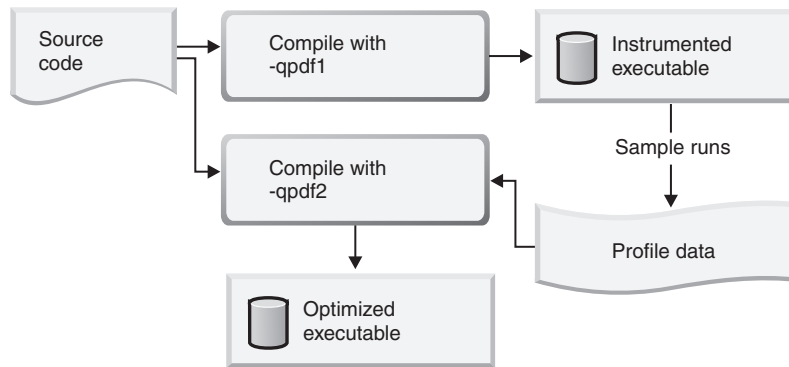 Source
code
Compile with
-qpdf1
Instrumented
executable
Sample runs
Compile with
-qpdf2
Profile data
Optimized
executable